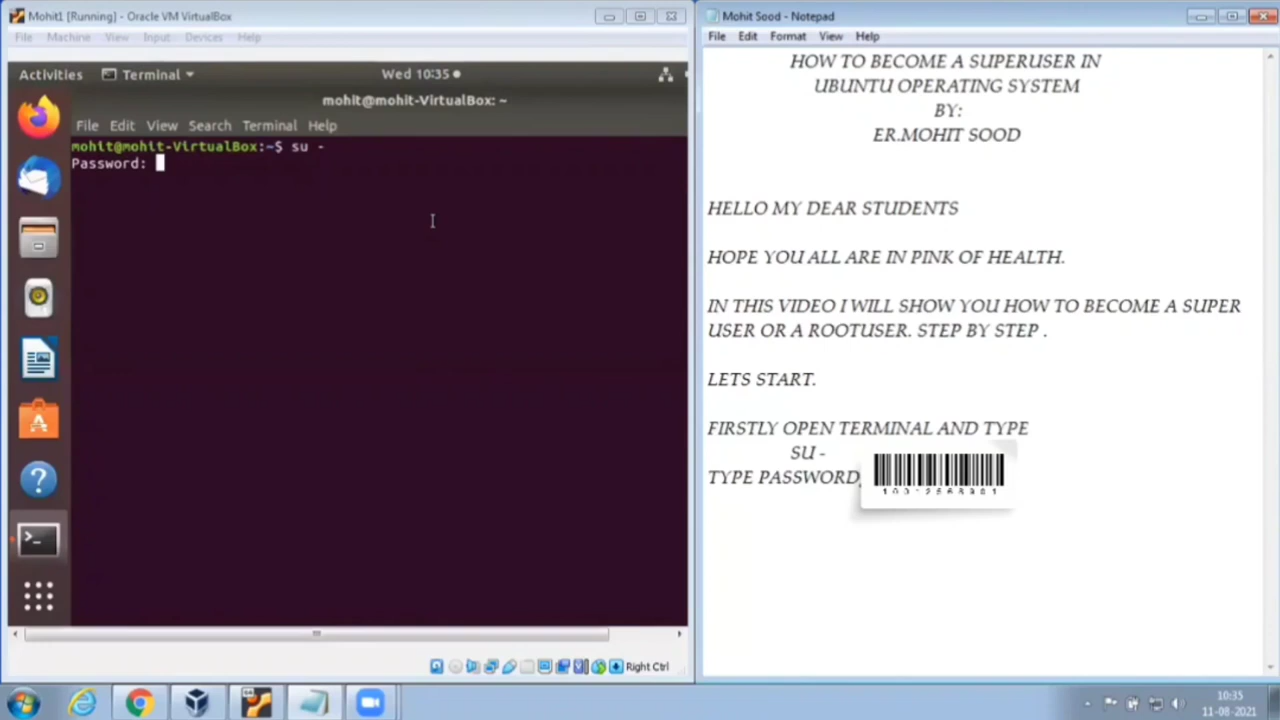 Mohit1 [Running] - Oracle VM VirtualBox
File Machine View Input Devices Help
Activities Terminal Wed 10:35
mohit@mohit-VirtualBox: ~
File Edit View Search Terminal Help
mohit@mohit-VirtualBox:~$ su -
Password:
Right Ctrl
Mohit Sood - Notepad
File Edit Format View Help
HOW TO BECOME A SUPERUSER IN
UBUNTU OPERATING SYSTEM
BY:
ER.MOHIT SOOD
HELLO MY DEAR STUDENTS
HOPE YOU ALL ARE IN PINK OF HEALTH.
IN THIS VIDEO I WILL SHOW YOU HOW TO BECOME A SUPER
USER OR A ROOTUSER. STEP BY STEP .
LETS START.
FIRSTLY OPEN TERMINAL AND TYPE
SU -
TYPE PASSWORD
10:35
11-08-2021